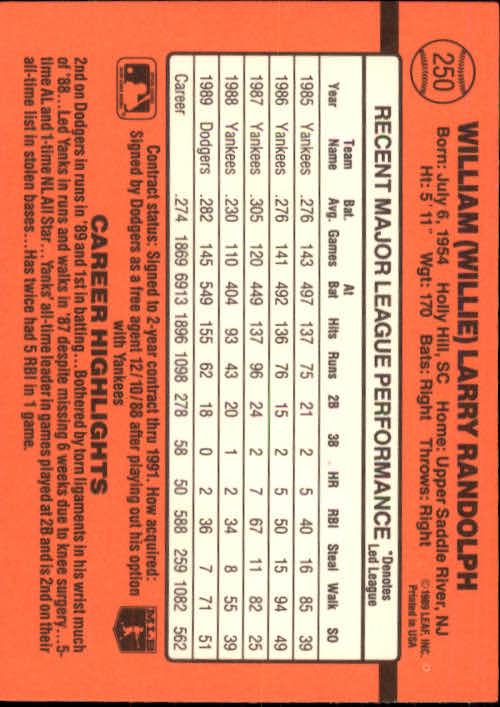 250
WILLIAM (WILLIE) LARRY RANDOLPH
Born: July 6, 1954 Holly Hill, SC Home: Upper Saddle River, NJ
Ht: 5' 11" Wgt: 170 Bats: Right Throws: Right
© 1989 LEAF, INC.
Printed in USA
RECENT MAJOR LEAGUE PERFORMANCE
*Denotes
Led League
Year Team Name Bat. Avg. Games At Bat Hits Runs 2B 3B HR RBI Steal Walk SO
1985 Yankees .276 143 497 137 75 21 2 5 40 16 85 39
1986 Yankees .276 141 492 136 76 15 2 5 50 15 94 49
1987 Yankees .305 120 449 137 96 24 2 7 67 11 82 25
1988 Yankees .230 110 404 93 43 20 1 2 34 8 55 39
1989 Dodgers .282 145 549 155 62 18 0 2 36 7 71 51
Career .274 1869 6913 1896 1098 278 58 50 588 259 1082 562
Contract status: Signed to 2-year contract thru 1991. How acquired:
Signed by Dodgers as a free agent 12/10/88 after playing out his option
with Yankees
MLB
CAREER HIGHLIGHTS
2nd on Dodgers in runs in '89 and 1st in batting...Bothered by torn ligaments in his wrist much
of '88...Led Yanks in runs and walks in '87 despite missing 6 weeks due to knee surgery...5-
time AL and 1-time NL All Star...Yanks' all-time leader in games played at 2B and is 2nd on their
all-time list in stolen bases...Has twice had 5 RBI in 1 game.